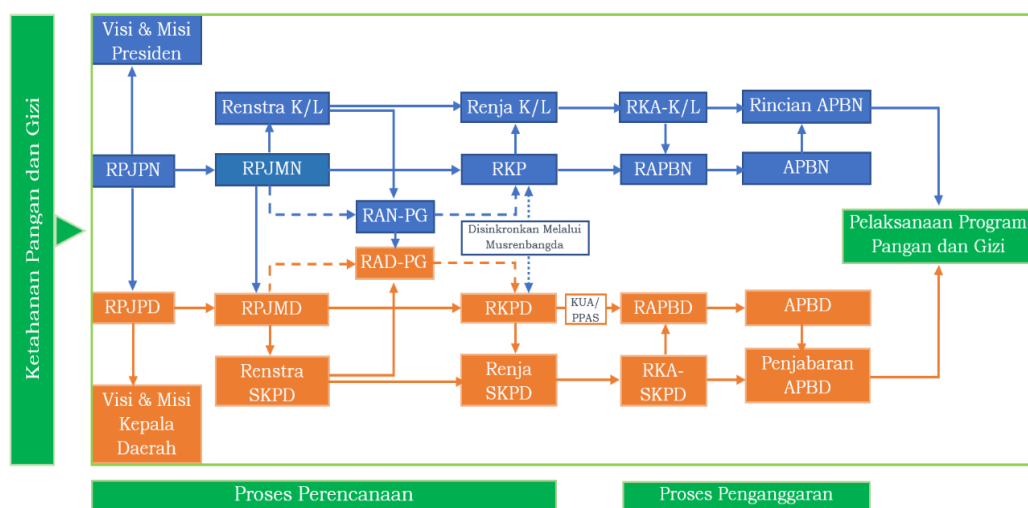 Ketahanan Pangan dan Gizi
Visi & Misi
Presiden
Renstra K/L
Renja K/L
RKA-K/L
Rincian APBN
RPJPN
RPJMN
RKP
RAPBN
APBN
RAN-PG
Disinkronkan Melalui
Musrenbangda
Pelaksanaan Program
Pangan dan Gizi
RAD-PG
RPJPD
RPJMD
RKPD
KUA/
PPAS
RAPBD
APBD
Renstra
SKPD
Renja
SKPD
RKA-
SKPD
Penjabaran
APBD
Visi & Misi
Kepala
Daerah
Proses Perencanaan
Proses Penganggaran